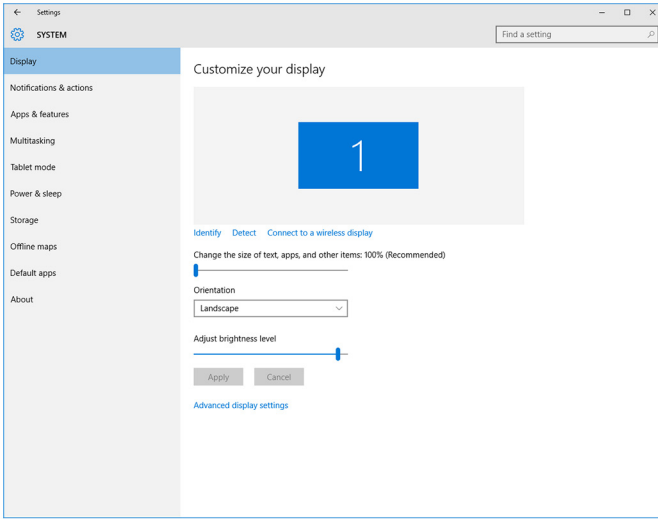 Settings
SYSTEM
Find a setting
Display
Notifications & actions
Apps & features
Multitasking
Tablet mode
Power & sleep
Storage
Offline maps
Default apps
About
Customize your display
1
Identify Detect Connect to a wireless display
Change the size of text, apps, and other items: 100% (Recommended)
Orientation
Landscape
Adjust brightness level
Apply Cancel
Advanced display settings